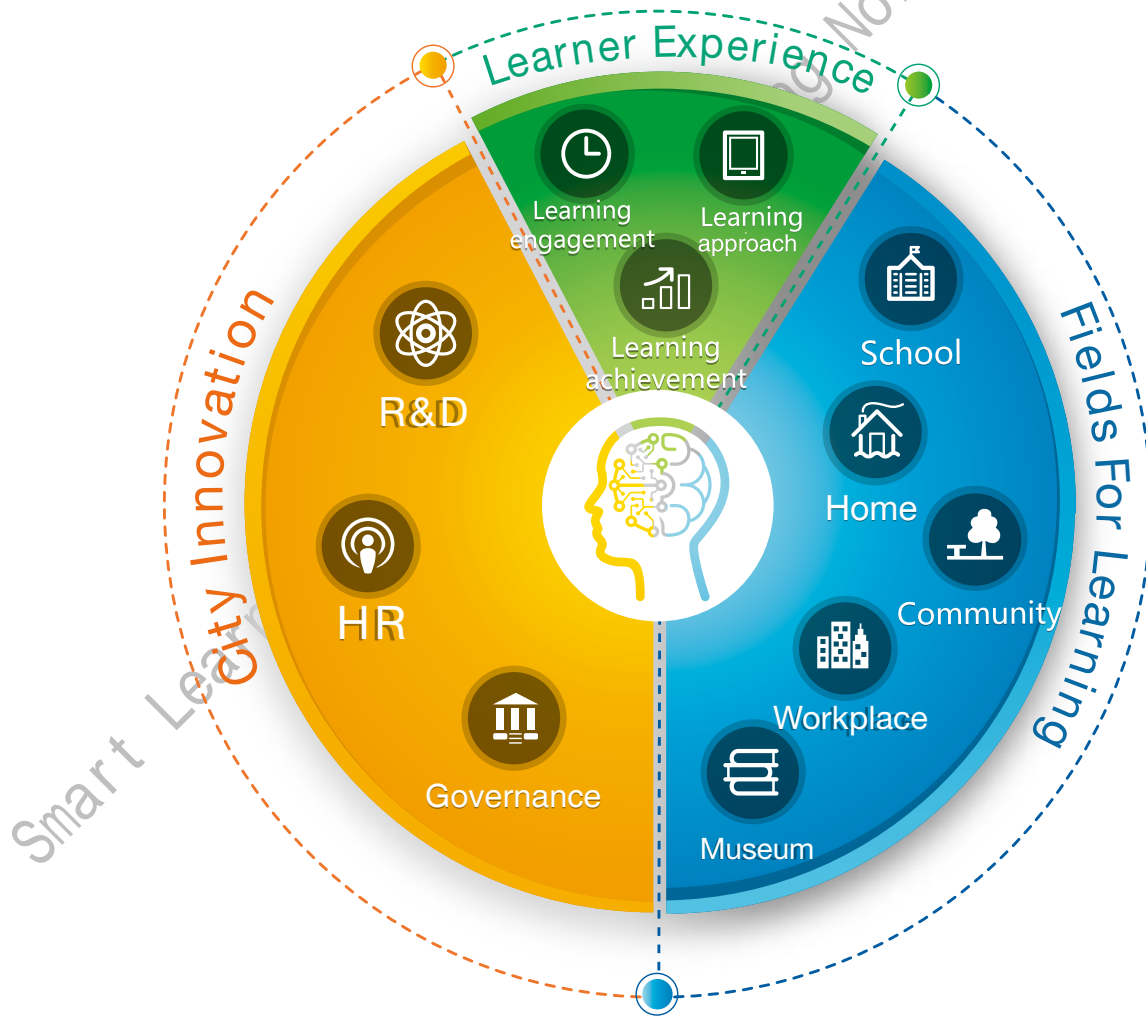 Learner Experience
Learning
engagement
Learning
approach
Learning
achievement
City Innovation
R&D
HR
Governance
Fields For Learning
School
Home
Community
Workplace
Museum
Smart Lear